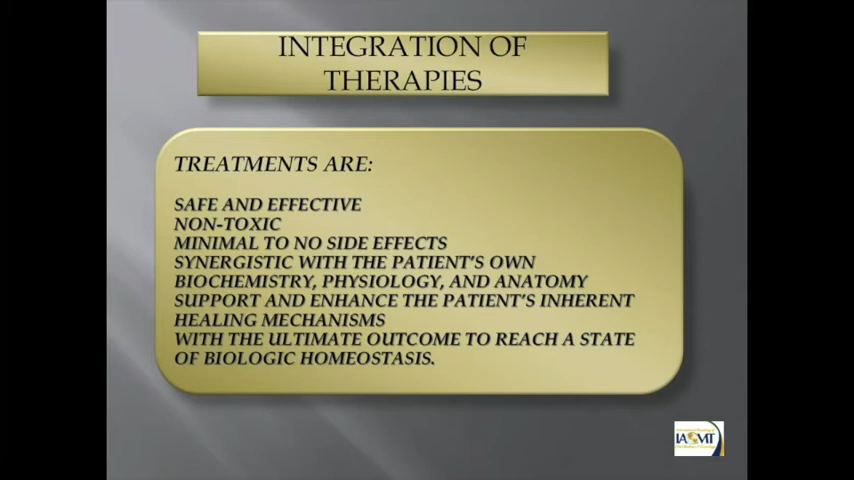 INTEGRATION OF
THERAPIES
TREATMENTS ARE:
SAFE AND EFFECTIVE
NON-TOXIC
MINIMAL TO NO SIDE EFFECTS
SYNERGISTIC WITH THE PATIENT'S OWN
BIOCHEMISTRY, PHYSIOLOGY, AND ANATOMY
SUPPORT AND ENHANCE THE PATIENT'S INHERENT
HEALING MECHANISMS
WITH THE ULTIMATE OUTCOME TO REACH A STATE
OF BIOLOGIC HOMEOSTASIS.
IAOMT